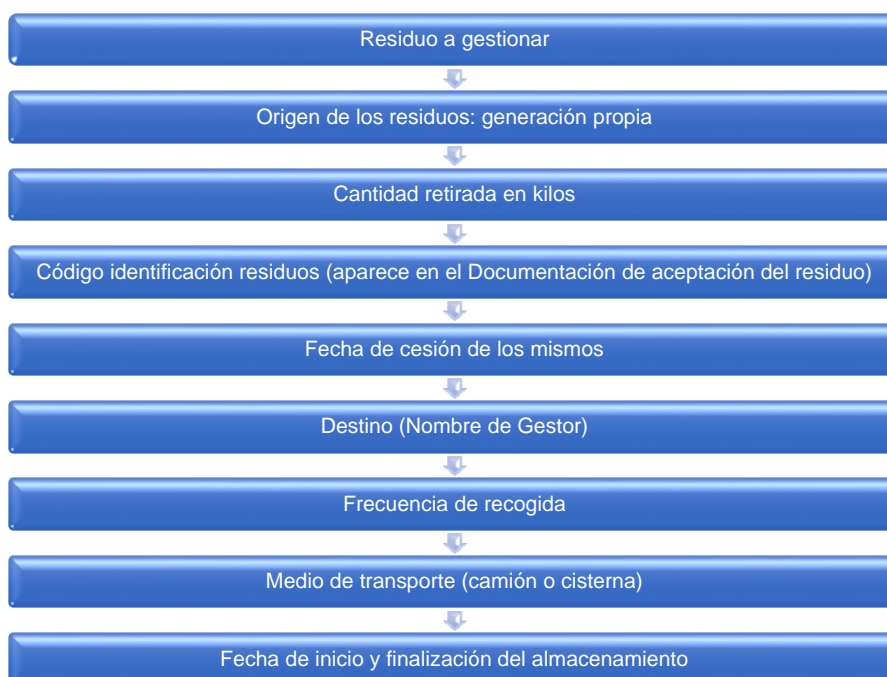 Residuo a gestionar
Origen de los residuos: generación propia
Cantidad retirada en kilos
Código identificación residuos (aparece en el Documentación de aceptación del residuo)
Fecha de cesión de los mismos
Destino (Nombre de Gestor)
Frecuencia de recogida
Medio de transporte (camión o cisterna)
Fecha de inicio y finalización del almacenamiento